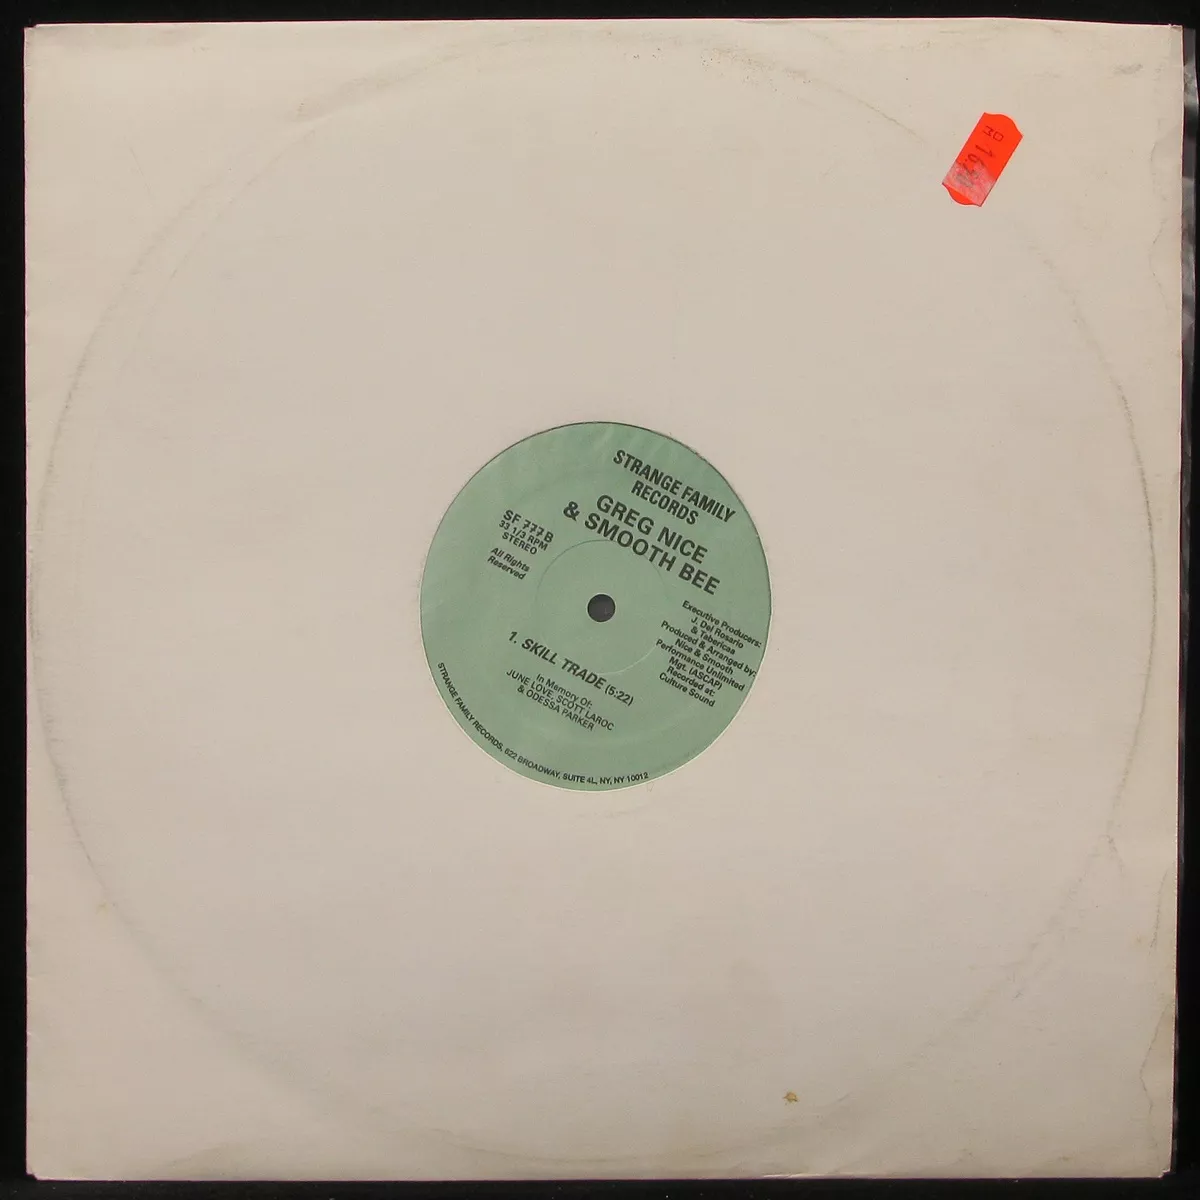 STRANGE FAMILY
RECORDS
GREG NICE
& SMOOTH BEE
SF 777B
33 1/3 RPM
STEREO
All Rights
Reserved
Executive Producers:
J. Del Rosario
& Tabericaa
Produced & Arranged by:
Nice & Smooth
Performance Unlimited
Mgt. (ASCAP)
Recorded at:
Culture Sound
1. SKILL TRADE (5:22)
In Memory Of:
JUNE LOVE, SCOTT LAROC
& ODESSA PARKER
STRANGE FAMILY RECORDS, 622 BROADWAY, SUITE 4L, NY, NY 10012